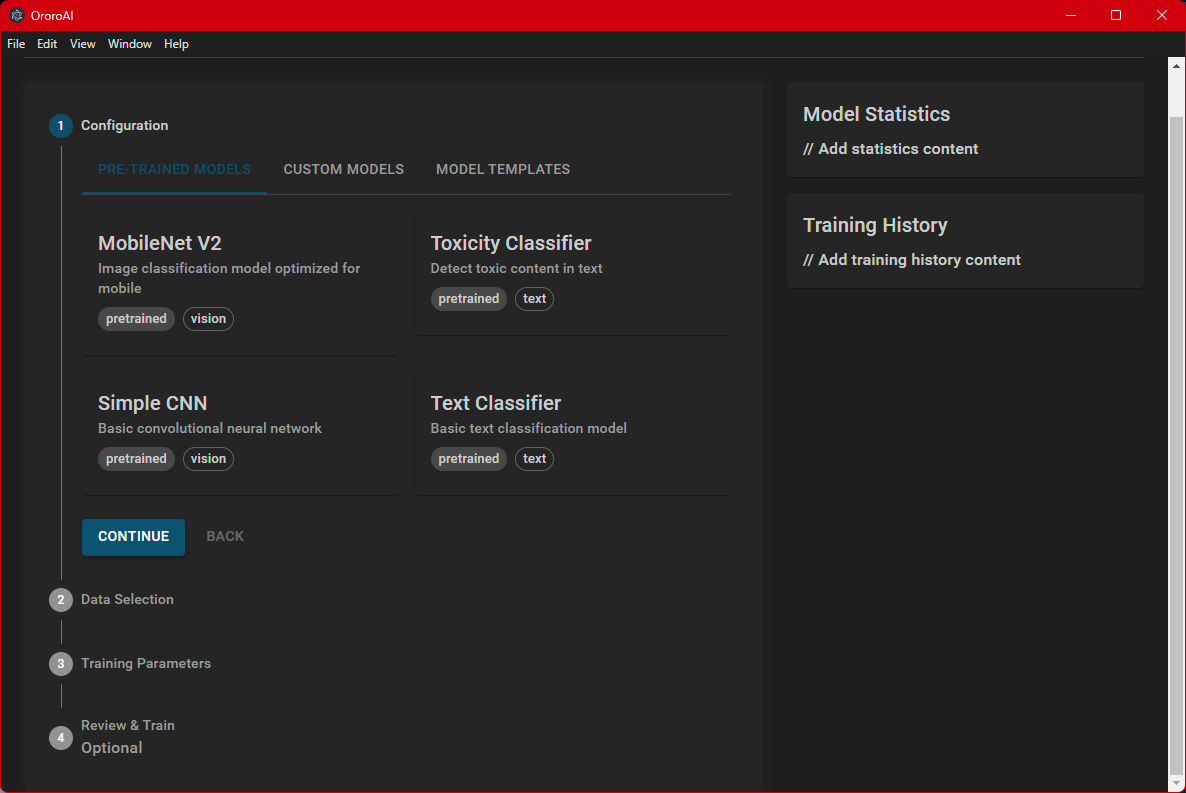 OroroAI
File Edit View Window Help
1 Configuration
PRE-TRAINED MODELS CUSTOM MODELS MODEL TEMPLATES
MobileNet V2
Image classification model optimized for
mobile
pretrained vision
Toxicity Classifier
Detect toxic content in text
pretrained text
Simple CNN
Basic convolutional neural network
pretrained vision
Text Classifier
Basic text classification model
pretrained text
CONTINUE BACK
2 Data Selection
3 Training Parameters
4 Review & Train
Optional
Model Statistics
// Add statistics content
Training History
// Add training history content